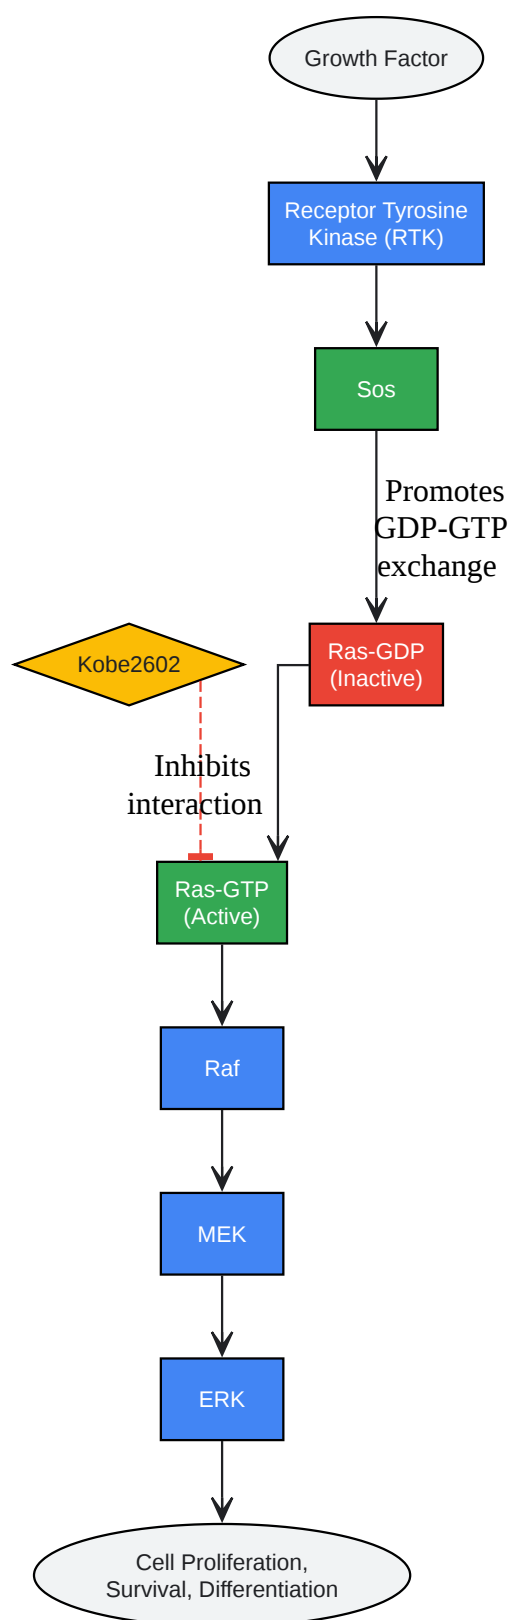 Growth Factor
Receptor Tyrosine
Kinase (RTK)
Sos
Promotes
GDP-GTP
exchange
Ras-GDP
(Inactive)
Kobe2602
Inhibits
interaction
Ras-GTP
(Active)
Raf
MEK
ERK
Cell Proliferation,
Survival, Differentiation